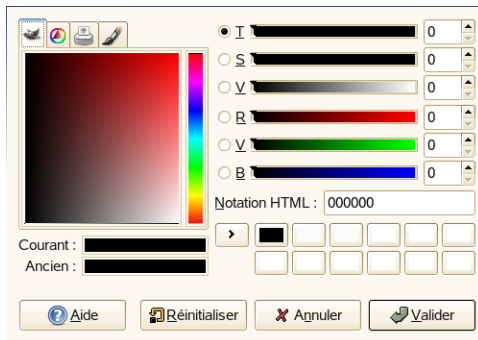 T 0
S 0
V 0
R 0
V 0
B 0
Notation HTML : 000000
Courant :
Ancien :
Aide Réinitialiser Annuler Valider